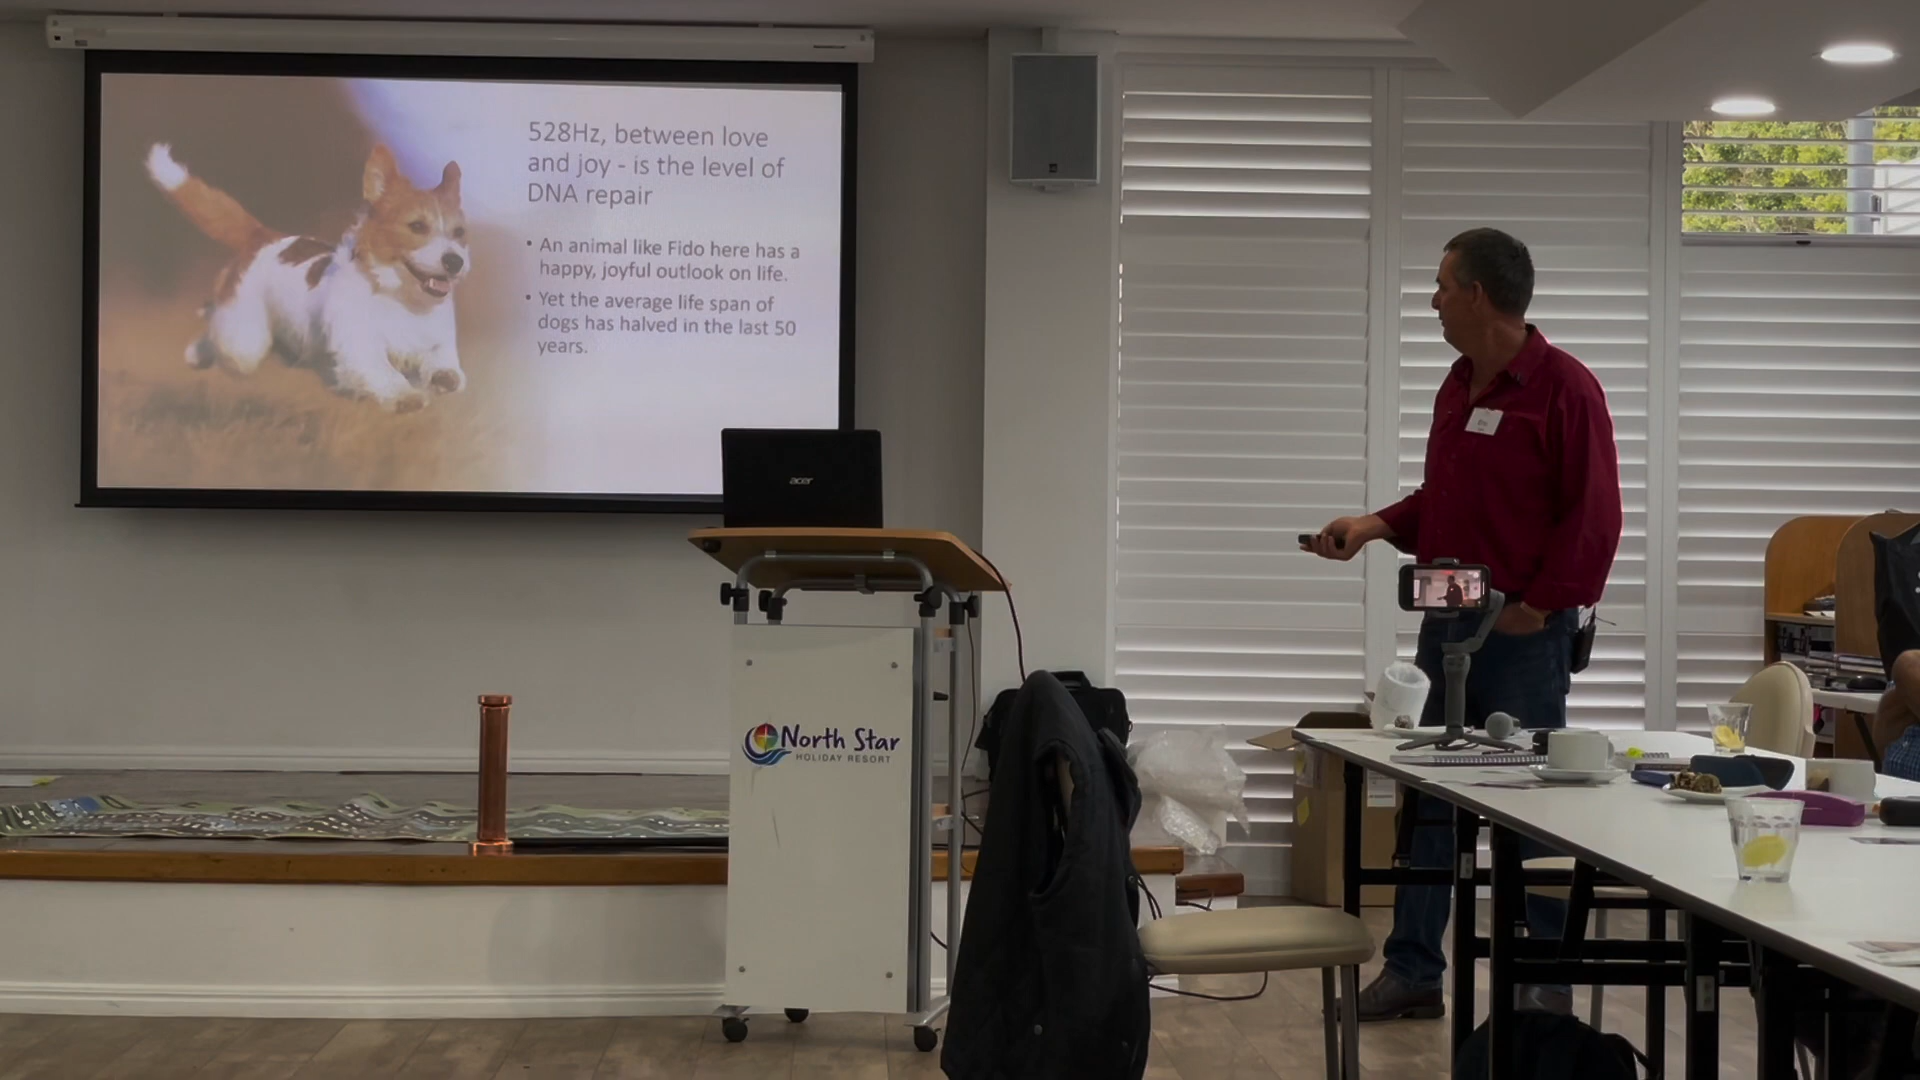 528Hz, between love
and joy - is the level of
DNA repair
• An animal like Fido here has a
happy, joyful outlook on life.
• Yet the average life span of
dogs has halved in the last 50
years.
acer
North Star
HOLIDAY RESORT